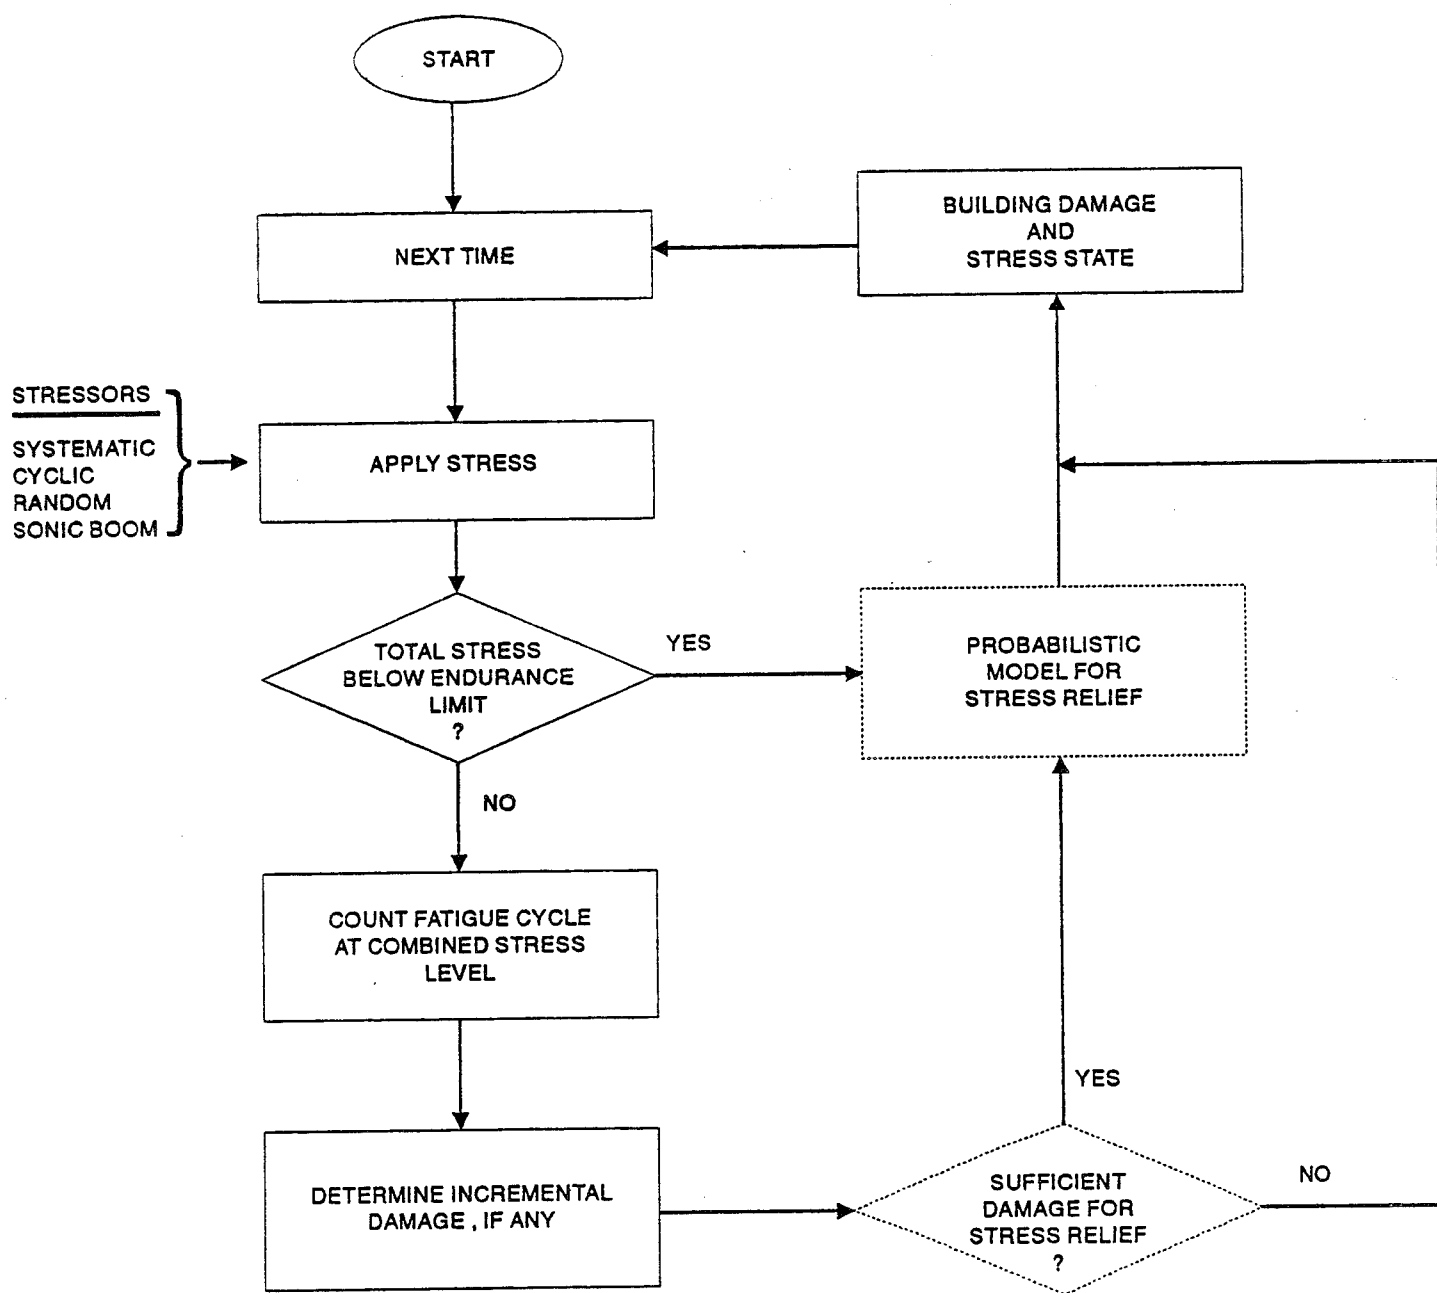 START
NEXT TIME
BUILDING DAMAGE
AND
STRESS STATE
STRESSORS
SYSTEMATIC
CYCLIC
RANDOM
SONIC BOOM
APPLY STRESS
TOTAL STRESS
BELOW ENDURANCE
LIMIT
?
YES
PROBABILISTIC
MODEL FOR
STRESS RELIEF
NO
COUNT FATIGUE CYCLE
AT COMBINED STRESS
LEVEL
DETERMINE INCREMENTAL
DAMAGE , IF ANY
YES
SUFFICIENT
DAMAGE FOR
STRESS RELIEF
?
NO